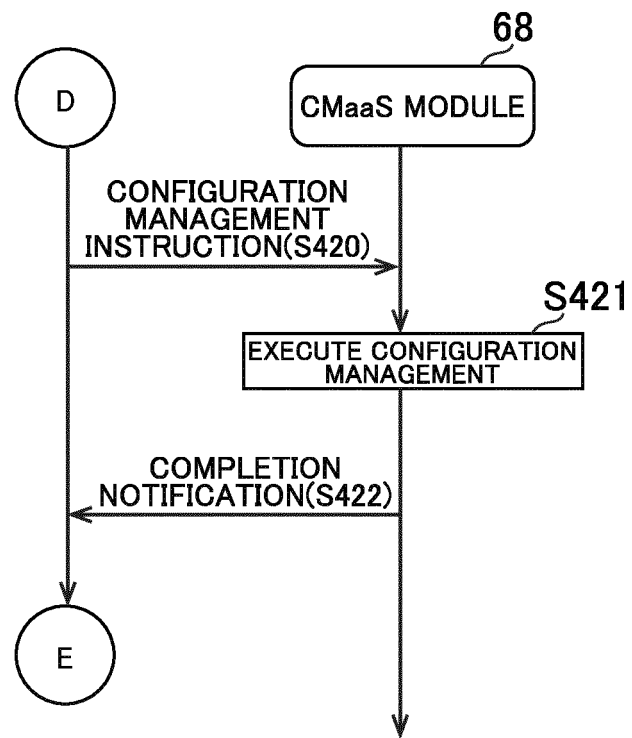 68
D
CMaaS MODULE
CONFIGURATION
MANAGEMENT
INSTRUCTION(S420)
S421
EXECUTE CONFIGURATION
MANAGEMENT
COMPLETION
NOTIFICATION(S422)
E